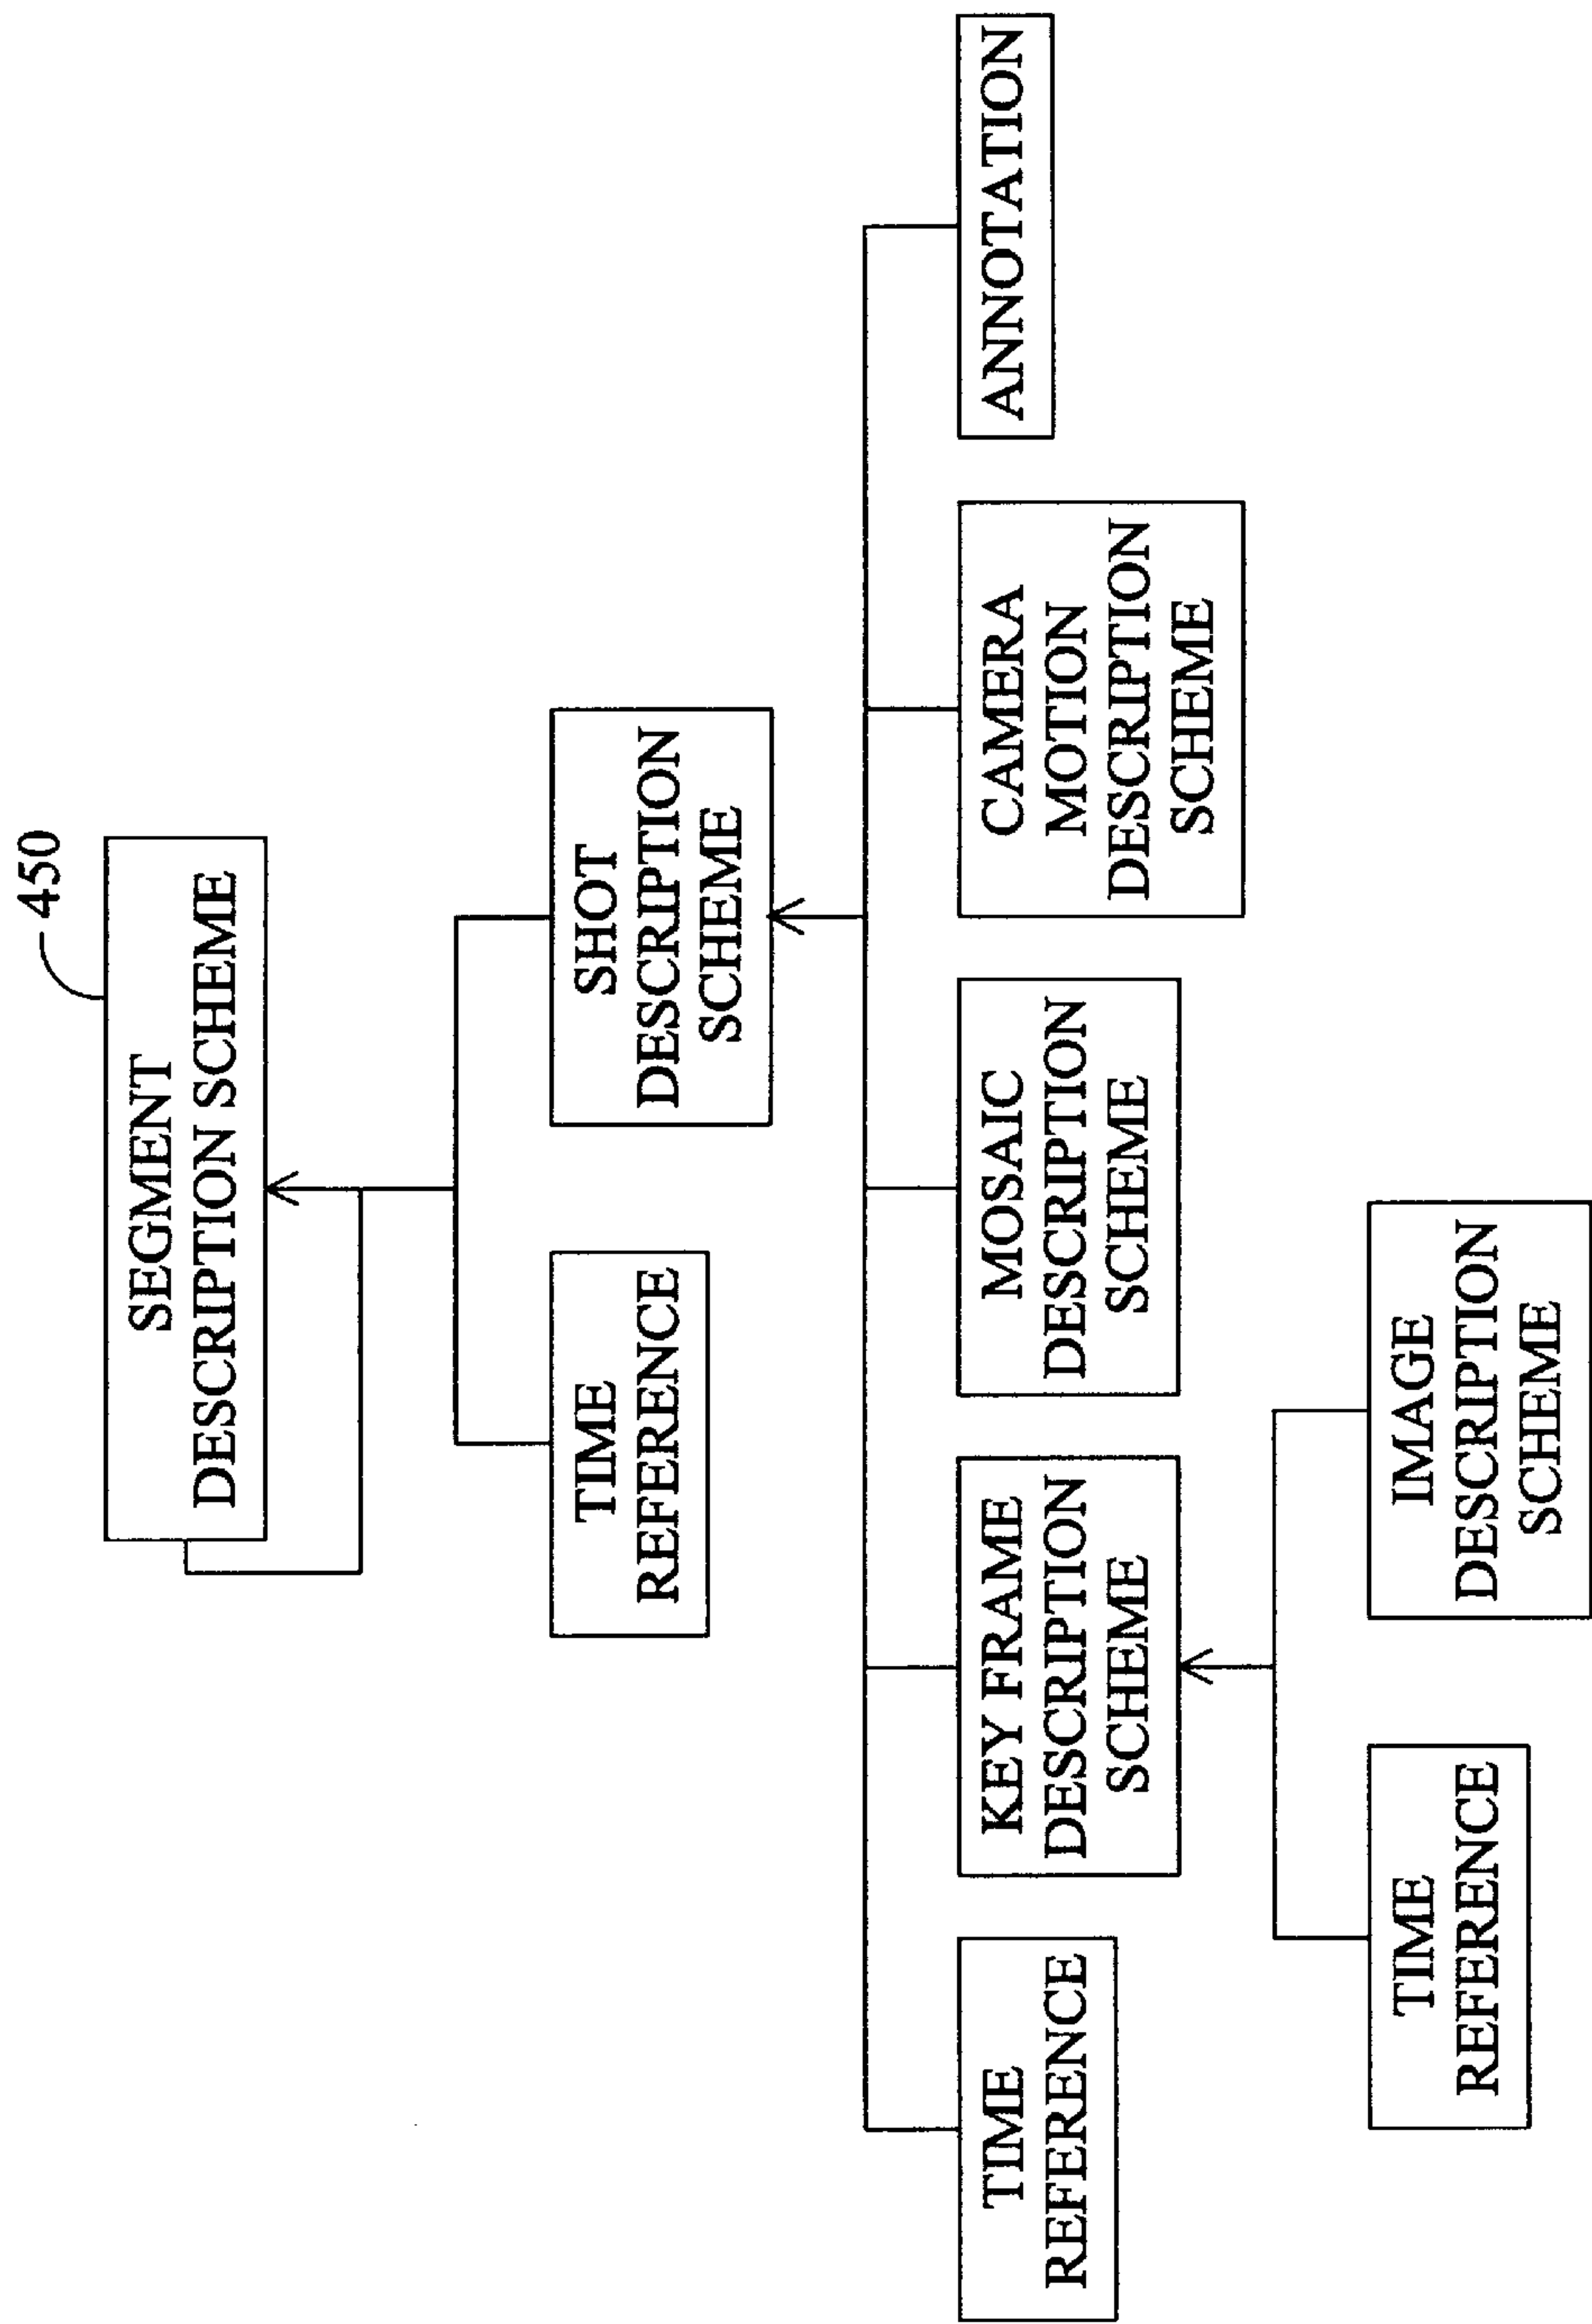 450
SEGMENT
DESCRIPTION SCHEME
TIME
REFERENCE
SHOT
DESCRIPTION
SCHEME
TIME
REFERENCE
KEY FRAME
DESCRIPTION
SCHEME
MOSAIC
DESCRIPTION
SCHEME
CAMERA
MOTION
DESCRIPTION
SCHEME
ANNOTATION
TIME
REFERENCE
IMAGE
DESCRIPTION
SCHEME